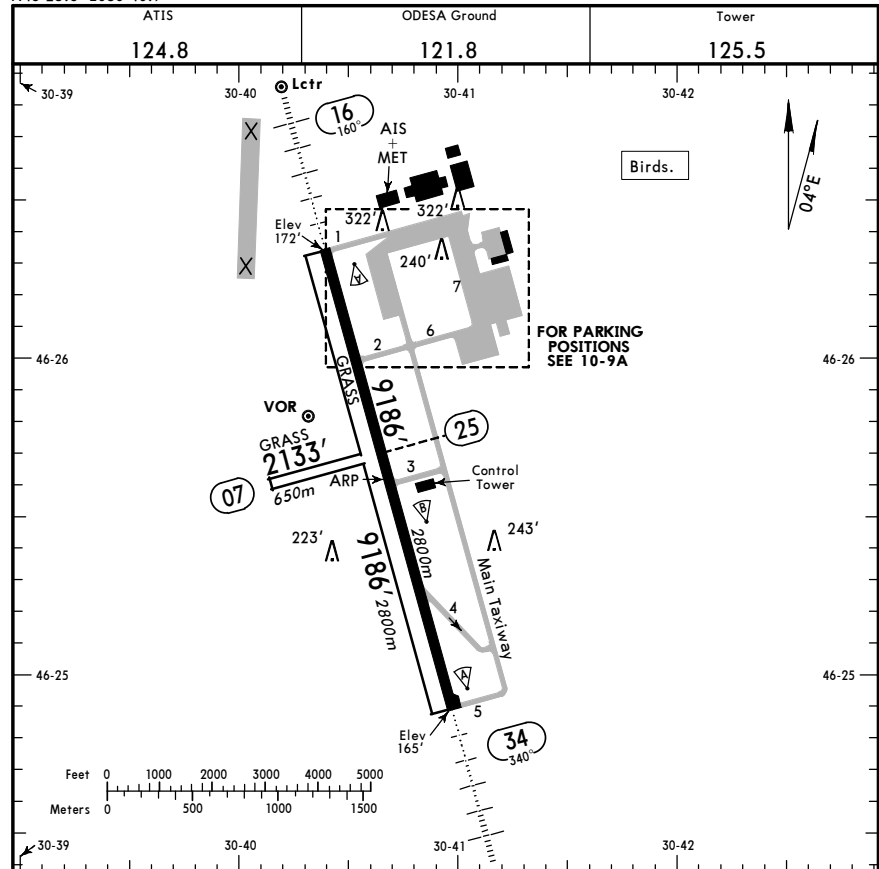 ATIS
124.8
ODESA Ground
121.8
Tower
125.5
30-39
30-40
30-41
30-42
Lctr
16
160°
AIS
+
MET
Birds.
04°E
322'
322'
Elev
172'
1
A
240'
7
6
2
FOR PARKING
POSITIONS
SEE 10-9A
46-26
46-26
GRASS
9186'
VOR
GRASS
2133'
650m
25
07
ARP
3
Control
Tower
B
2800m
223'
243'
9186'
2800m
Main Taxiway
4
46-25
46-25
A
5
Elev
165'
34
340°
Feet 0 1000 2000 3000 4000 5000
Meters 0 500 1000 1500
30-39
30-40
30-41
30-42